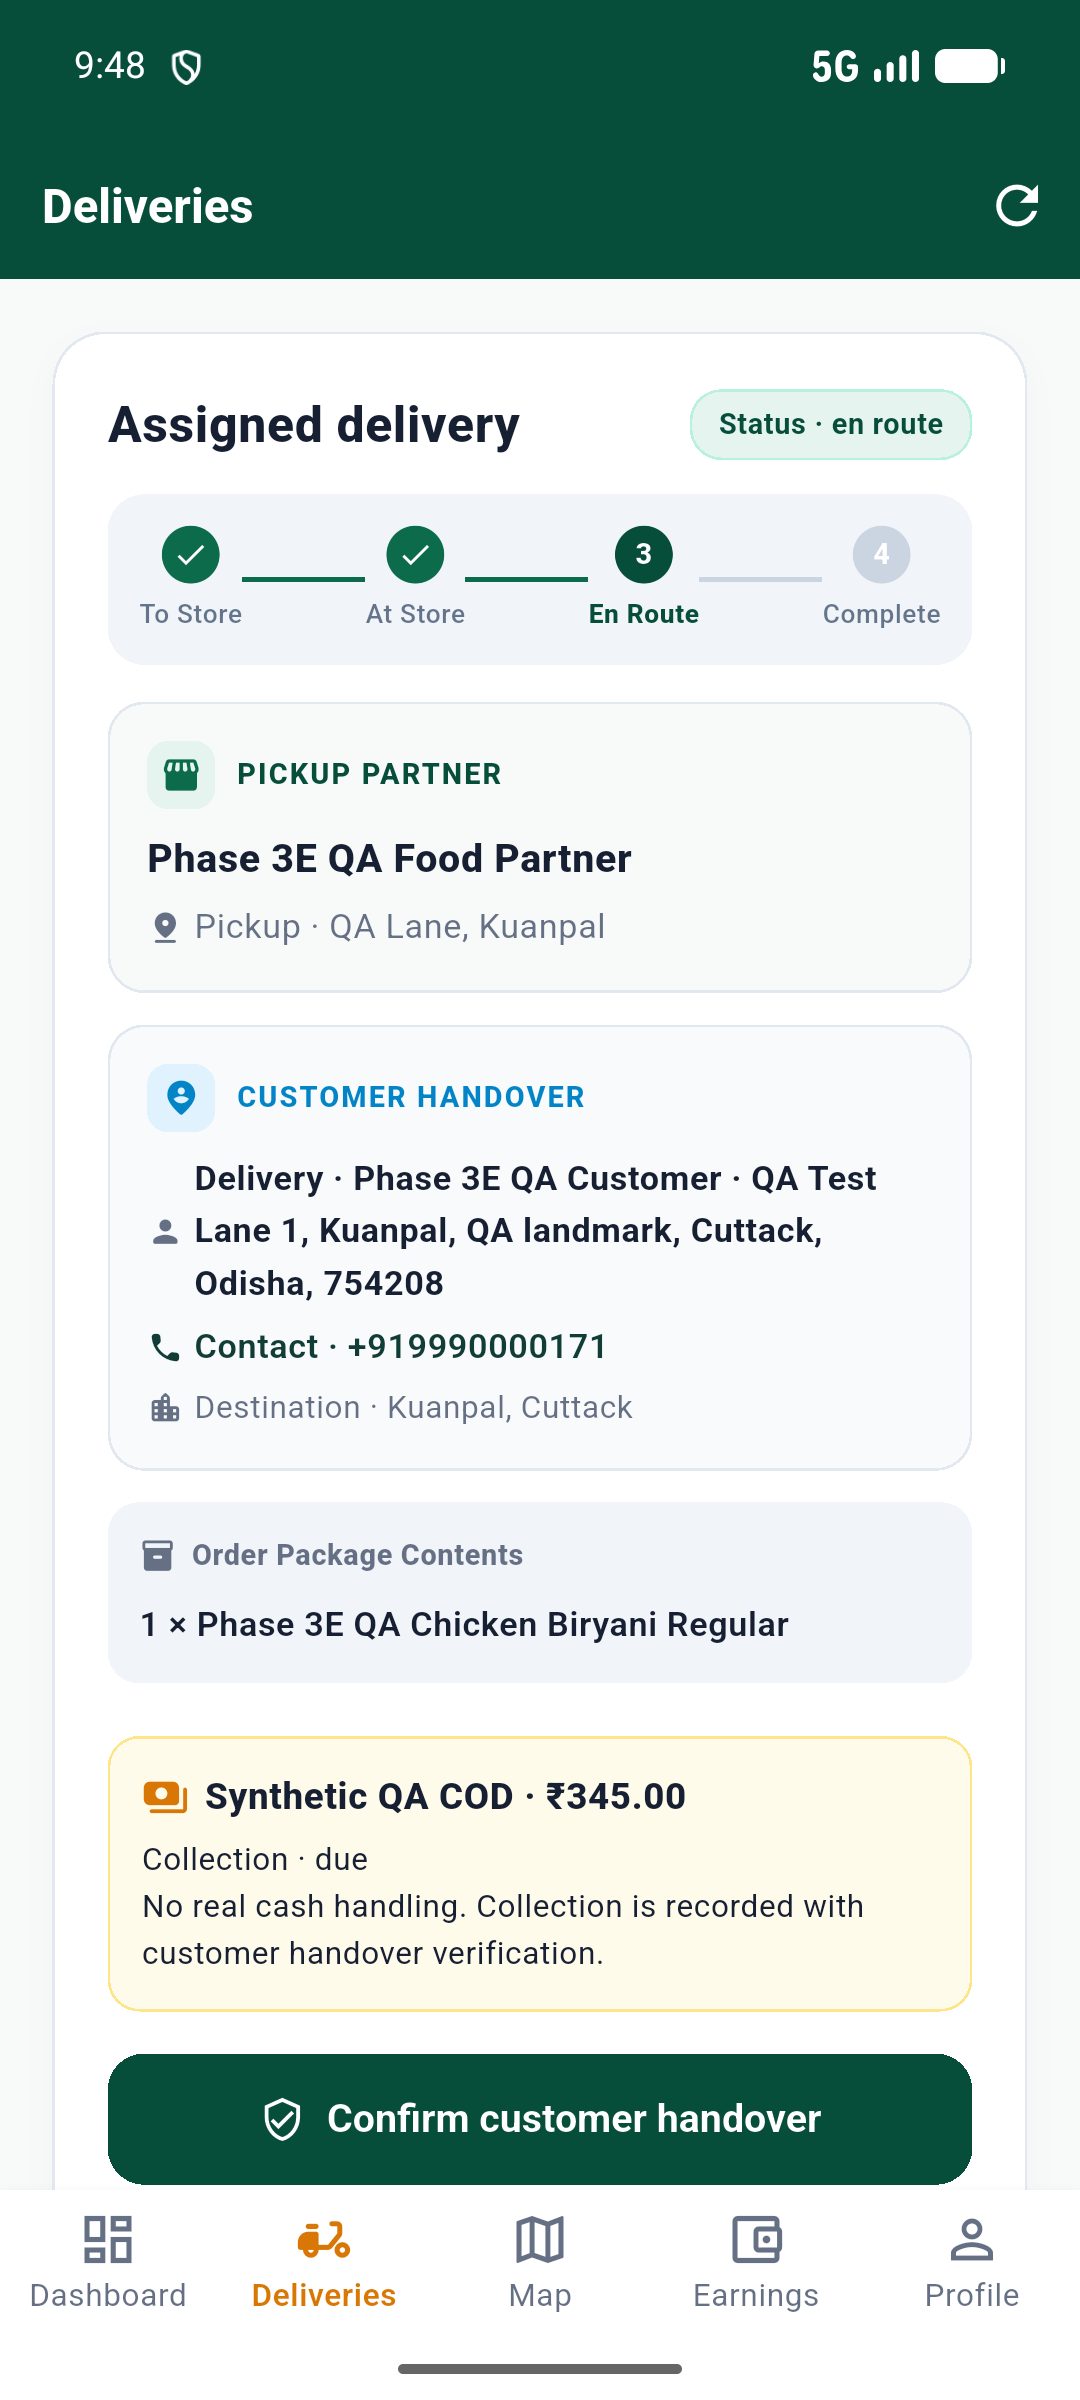 9:48
5G
Deliveries
Assigned delivery
Status · en route
3
4
To Store
At Store
En Route
Complete
PICKUP PARTNER
Phase 3E QA Food Partner
Pickup · QA Lane, Kuanpal
CUSTOMER HANDOVER
Delivery · Phase 3E QA Customer · QA Test
Lane 1, Kuanpal, QA landmark, Cuttack,
Odisha, 754208
Contact · +919990000171
Destination · Kuanpal, Cuttack
Order Package Contents
1 × Phase 3E QA Chicken Biryani Regular
Synthetic QA COD · ₹345.00
Collection · due
No real cash handling. Collection is recorded with
customer handover verification.
Confirm customer handover
Dashboard
Deliveries
Map
Earnings
Profile